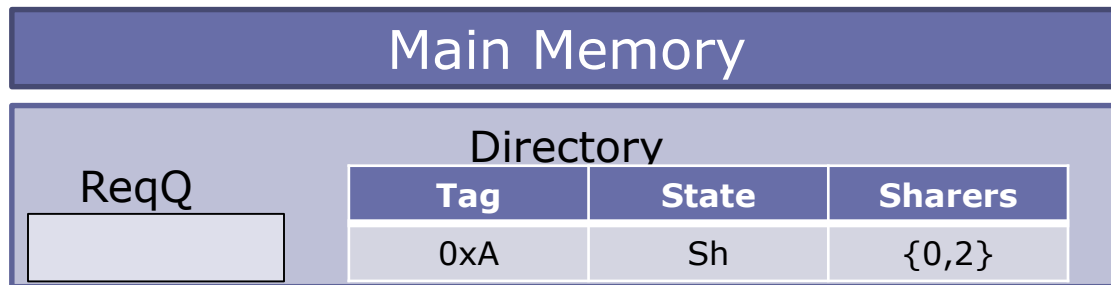 Main Memory
Directory
ReqQ
Tag State Sharers
0xA Sh {0,2}